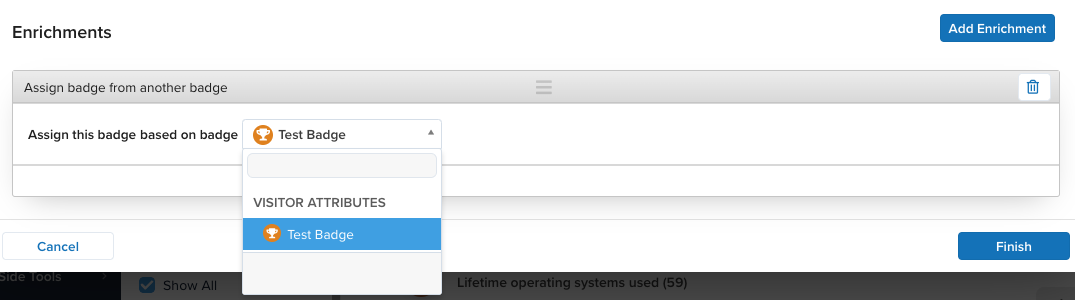 Enrichments
Add Enrichment
Assign badge from another badge
Assign this badge based on badge
Test Badge
VISITOR ATTRIBUTES
Test Badge
Cancel
Finish
Side Tools
Show All
Lifetime operating systems used (59)